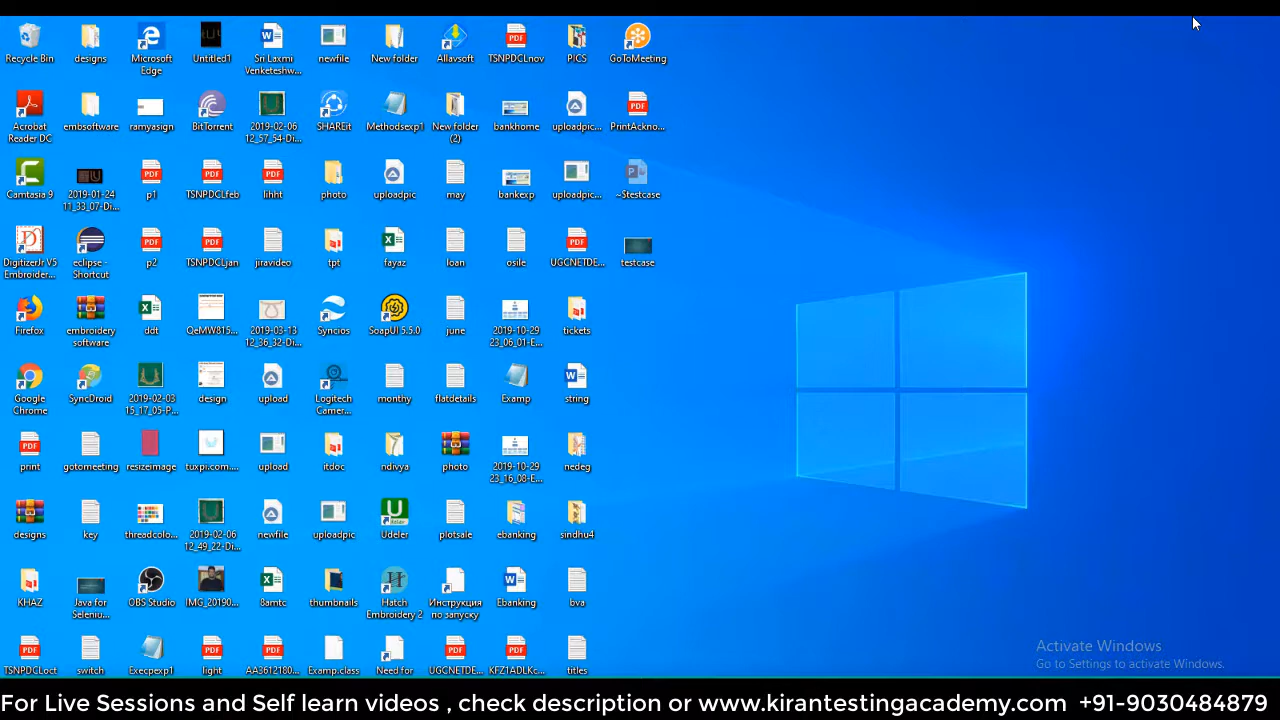 Recycle Bin
designs
Microsoft
Edge
Untitled1
Sri Laxmi
Venketeshw...
newfile
New folder
Allavsoft
TSNPDCLnov
PICS
GoToMeeting
Acrobat
Reader DC
embsoftware
ramyasign
BitTorrent
2019-02-06
12_57_54-Di...
SHAREit
Methodsexp1
New folder
(2)
bankhome
uploadpic...
PrintAckno...
Camtasia 9
2019-01-24
11_33_07-Di...
p1
TSNPDCLfeb
lihht
photo
uploadpic
may
bankexp
uploadpic...
~$testcase
DigitizerJr V5
Embroider...
eclipse -
Shortcut
p2
TSNPDCLjan
jiravideo
tpt
fayaz
loan
osile
UGCNETDE...
testcase
Firefox
embroidery
software
ddt
QeMW815...
2019-03-13
12_36_32-Di...
Syncios
SoapUI 5.5.0
june
2019-10-29
23_06_01-E...
tickets
Google
Chrome
SyncDroid
2019-02-03
15_17_05-P...
design
upload
Logitech
Camer...
monthy
flatdetails
Examp
string
print
gotomeeting
resizeimage
tuxpi.com....
upload
itdoc
ndivya
photo
2019-10-29
23_16_08-E...
nedeg
designs
key
threadcolo...
2019-02-06
12_49_22-Di...
newfile
uploadpic
Udeler
plotsale
ebanking
sindhu4
KHAZ
Java for
Seleniu...
OBS Studio
IMG_20190...
8amtc
thumbnails
Hatch
Embroidery 2
Инструкция
по запуску
Ebanking
bva
TSNPDCLoct
switch
Execpexp1
light
AA3612180...
Examp.class
Need for
UGCNETDE...
KFZ1ADLKc...
titles
Activate Windows
Go to Settings to activate Windows.
For Live Sessions and Self learn videos , check description or www.kirantestingacademy.com +91-9030484879